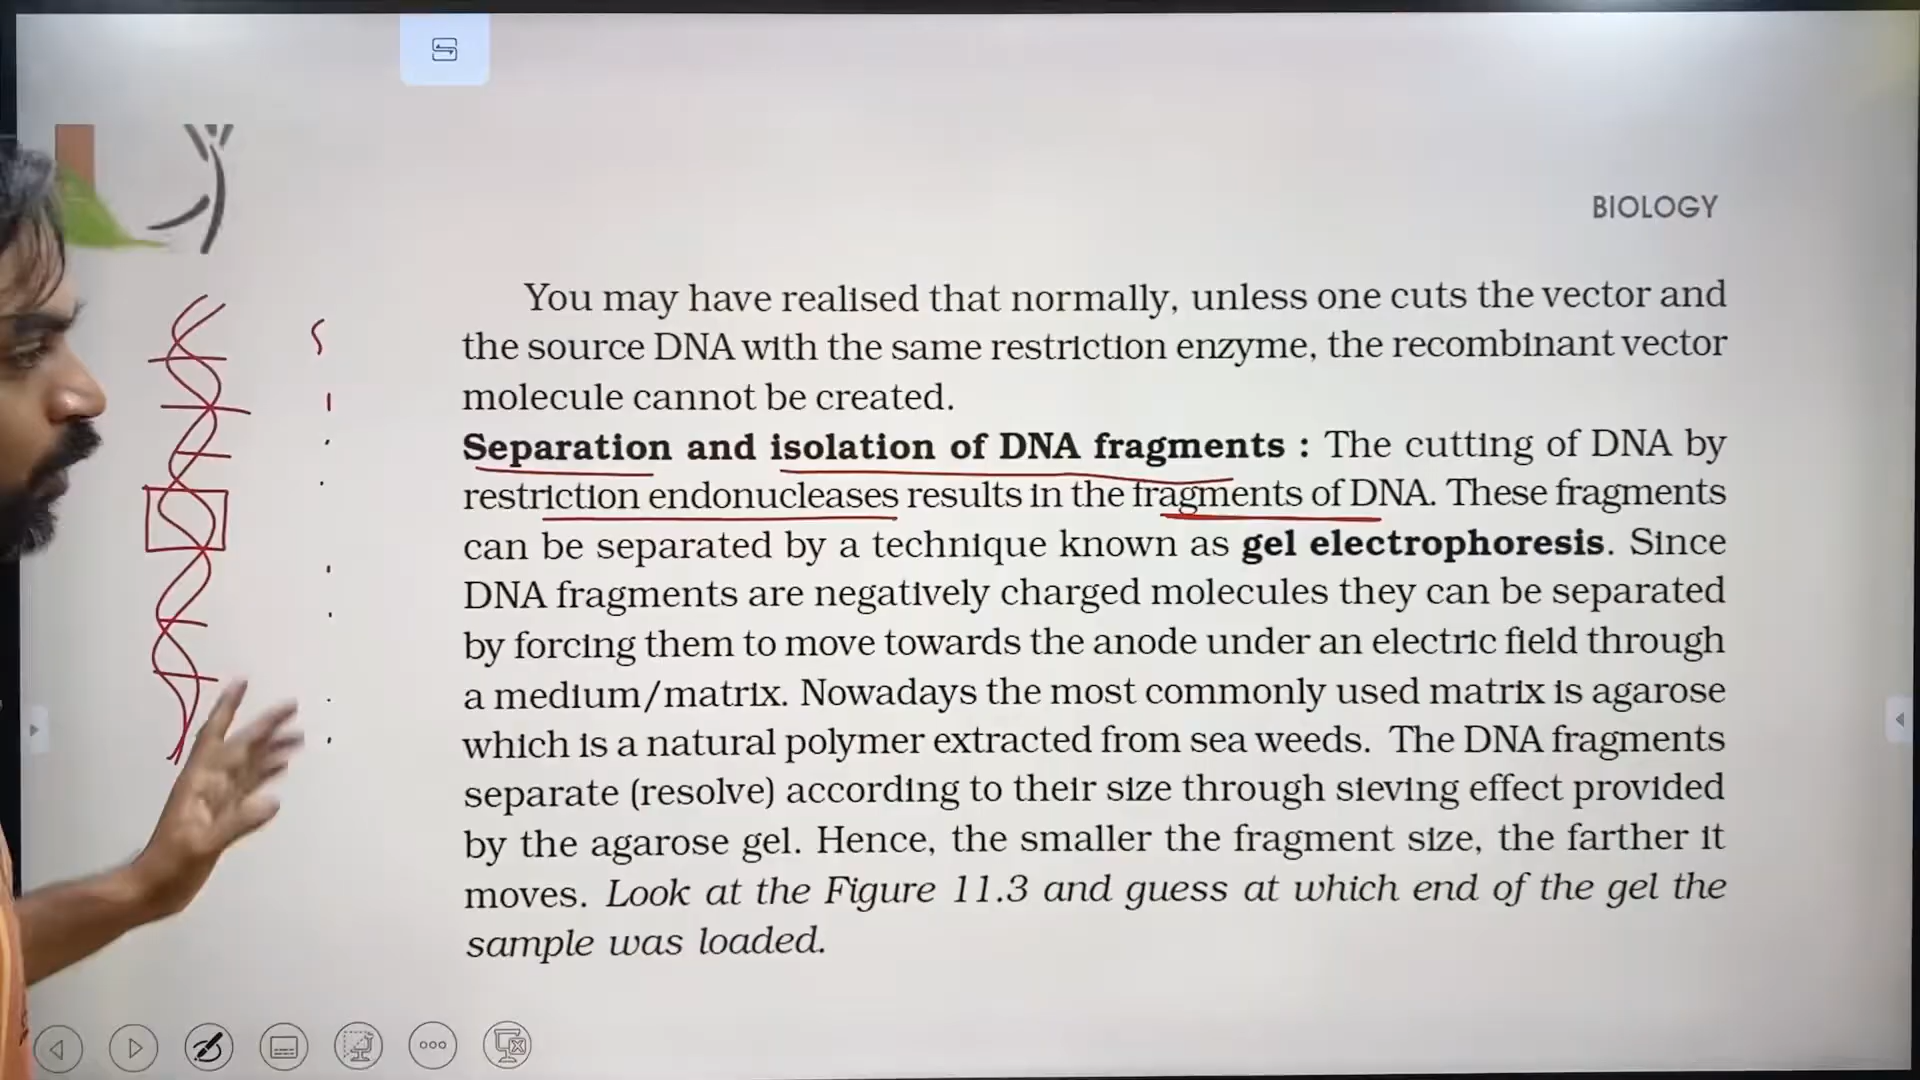 BIOLOGY
You may have realised that normally, unless one cuts the vector and
the source DNA with the same restriction enzyme, the recombinant vector
molecule cannot be created.
Separation and isolation of DNA fragments : The cutting of DNA by
restriction endonucleases results in the fragments of DNA. These fragments
can be separated by a technique known as gel electrophoresis. Since
DNA fragments are negatively charged molecules they can be separated
by forcing them to move towards the anode under an electric field through
a medium/matrix. Nowadays the most commonly used matrix is agarose
which is a natural polymer extracted from sea weeds. The DNA fragments
separate (resolve) according to their size through sieving effect provided
by the agarose gel. Hence, the smaller the fragment size, the farther it
moves. Look at the Figure 11.3 and guess at which end of the gel the
sample was loaded.